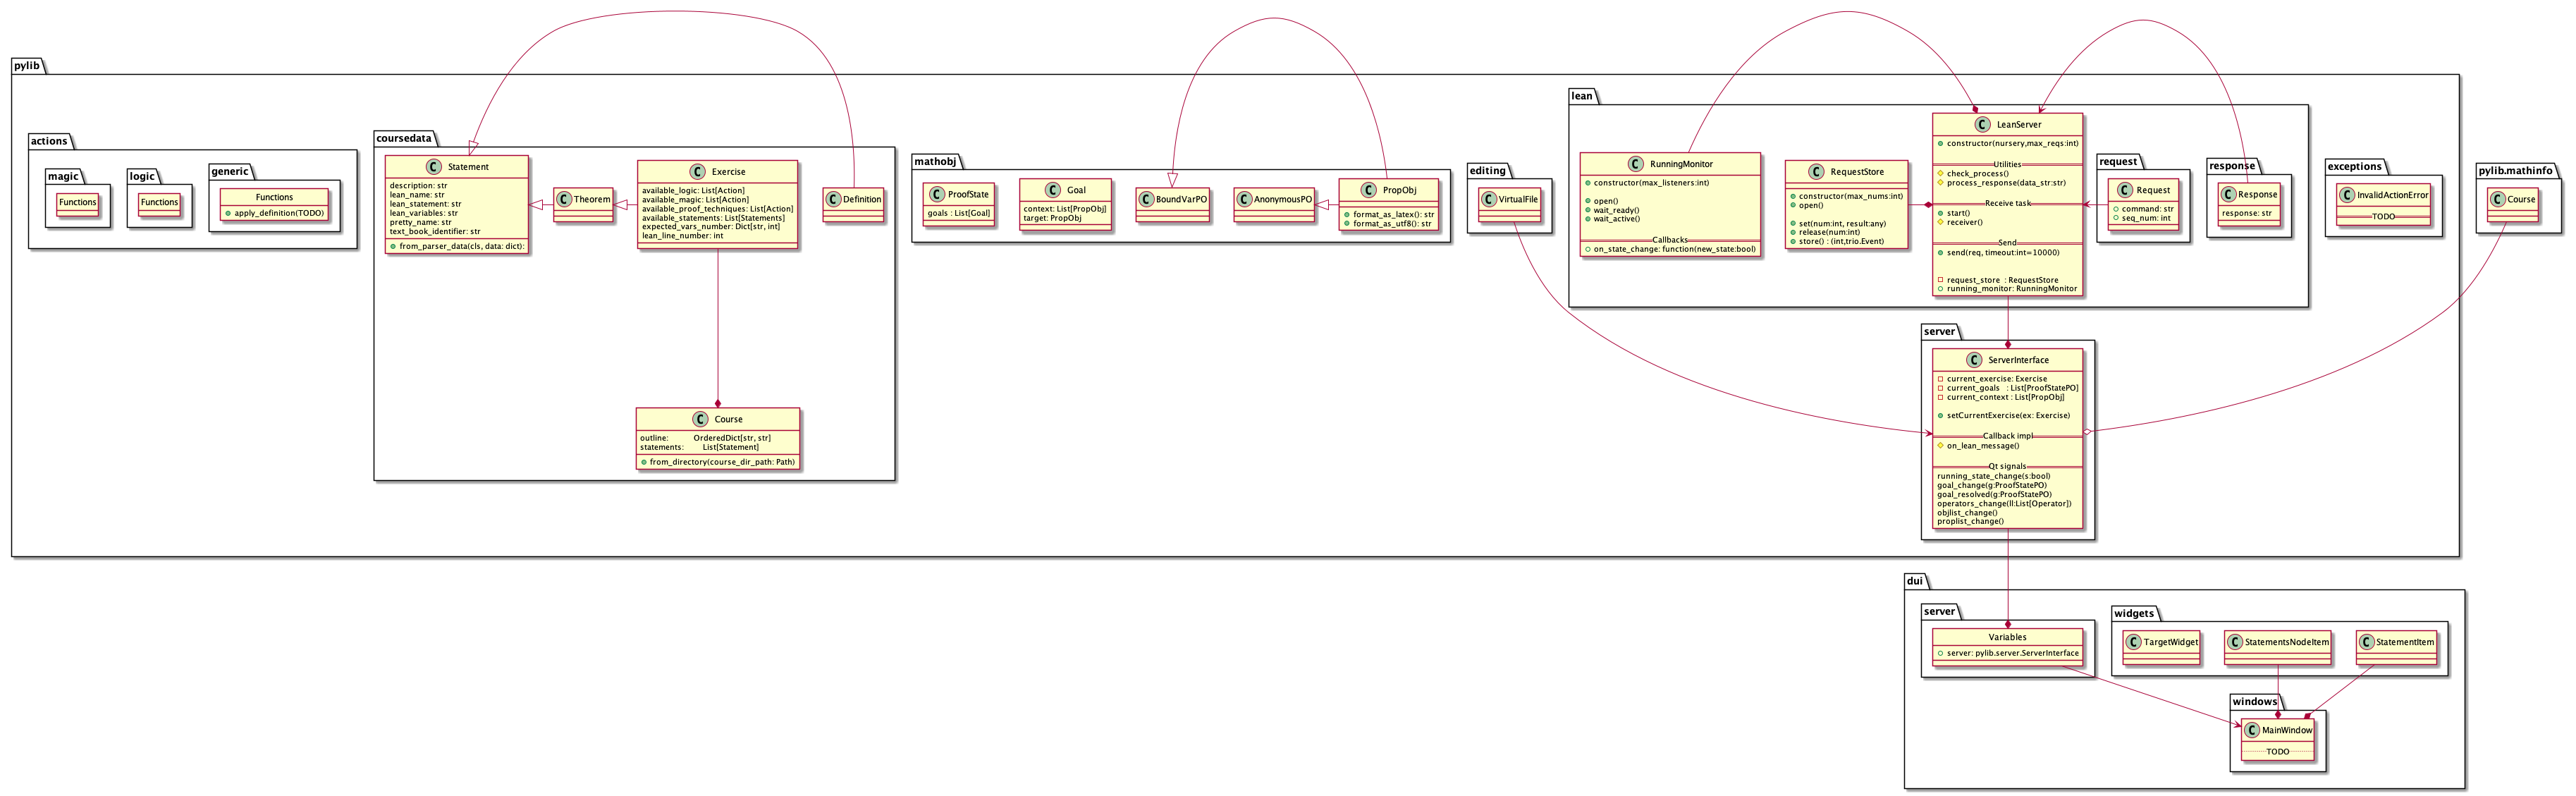 pylib
actions
magic
Functions
logic
Functions
generic
Functions
apply_definition(TODO)
coursedata
C Statement
description: str
lean_name: str
lean_statement: str
lean_variables: str
pretty_name: str
text_book_identifier: str
from_parser_data(cls, data: dict):
C Theorem
C Exercise
available_logic: List[Action]
available_magic: List[Action]
available_proof_techniques: List[Action]
available_statements: List[Statements]
expected_vars_number: Dict[str, int]
lean_line_number: int
C Definition
C Course
outline: OrderedDict[str, str]
statements: List[Statement]
from_directory(course_dir_path: Path)
mathobj
C ProofState
goals : List[Goal]
C Goal
context: List[PropObj]
target: PropObj
C BoundVarPO
C AnonymousPO
C PropObj
format_as_latex(): str
format_as_utf8(): str
editing
C VirtualFile
lean
C RunningMonitor
constructor(max_listeners:int)
open()
wait_ready()
wait_active()
Callbacks
on_state_change: function(new_state:bool)
C RequestStore
constructor(max_nums:int)
open()
set(num:int, result:any)
release(num:int)
store() : (int,trio.Event)
C LeanServer
constructor(nursery,max_reqs:int)
Utilities
check_process()
process_response(data_str:str)
Receive task
start()
receiver()
Send
send(req, timeout:int=10000)
request_store : RequestStore
running_monitor: RunningMonitor
request
C Request
command: str
seq_num: int
response
C Response
response: str
exceptions
C InvalidActionError
TODO
pylib.mathinfo
C Course
server
C ServerInterface
current_exercise: Exercise
current_goals : List[ProofStatePO]
current_context : List[PropObj]
setCurrentExercise(ex: Exercise)
Callback impl
on_lean_message()
Qt signals
running_state_change(s:bool)
goal_change(g:ProofStatePO)
goal_resolved(g:ProofStatePO)
operators_change(ll:List[Operator])
objlist_change()
proplist_change()
dui
server
Variables
server: pylib.server.ServerInterface
widgets
C TargetWidget
C StatementsNodeItem
C StatementItem
windows
C MainWindow
TODO